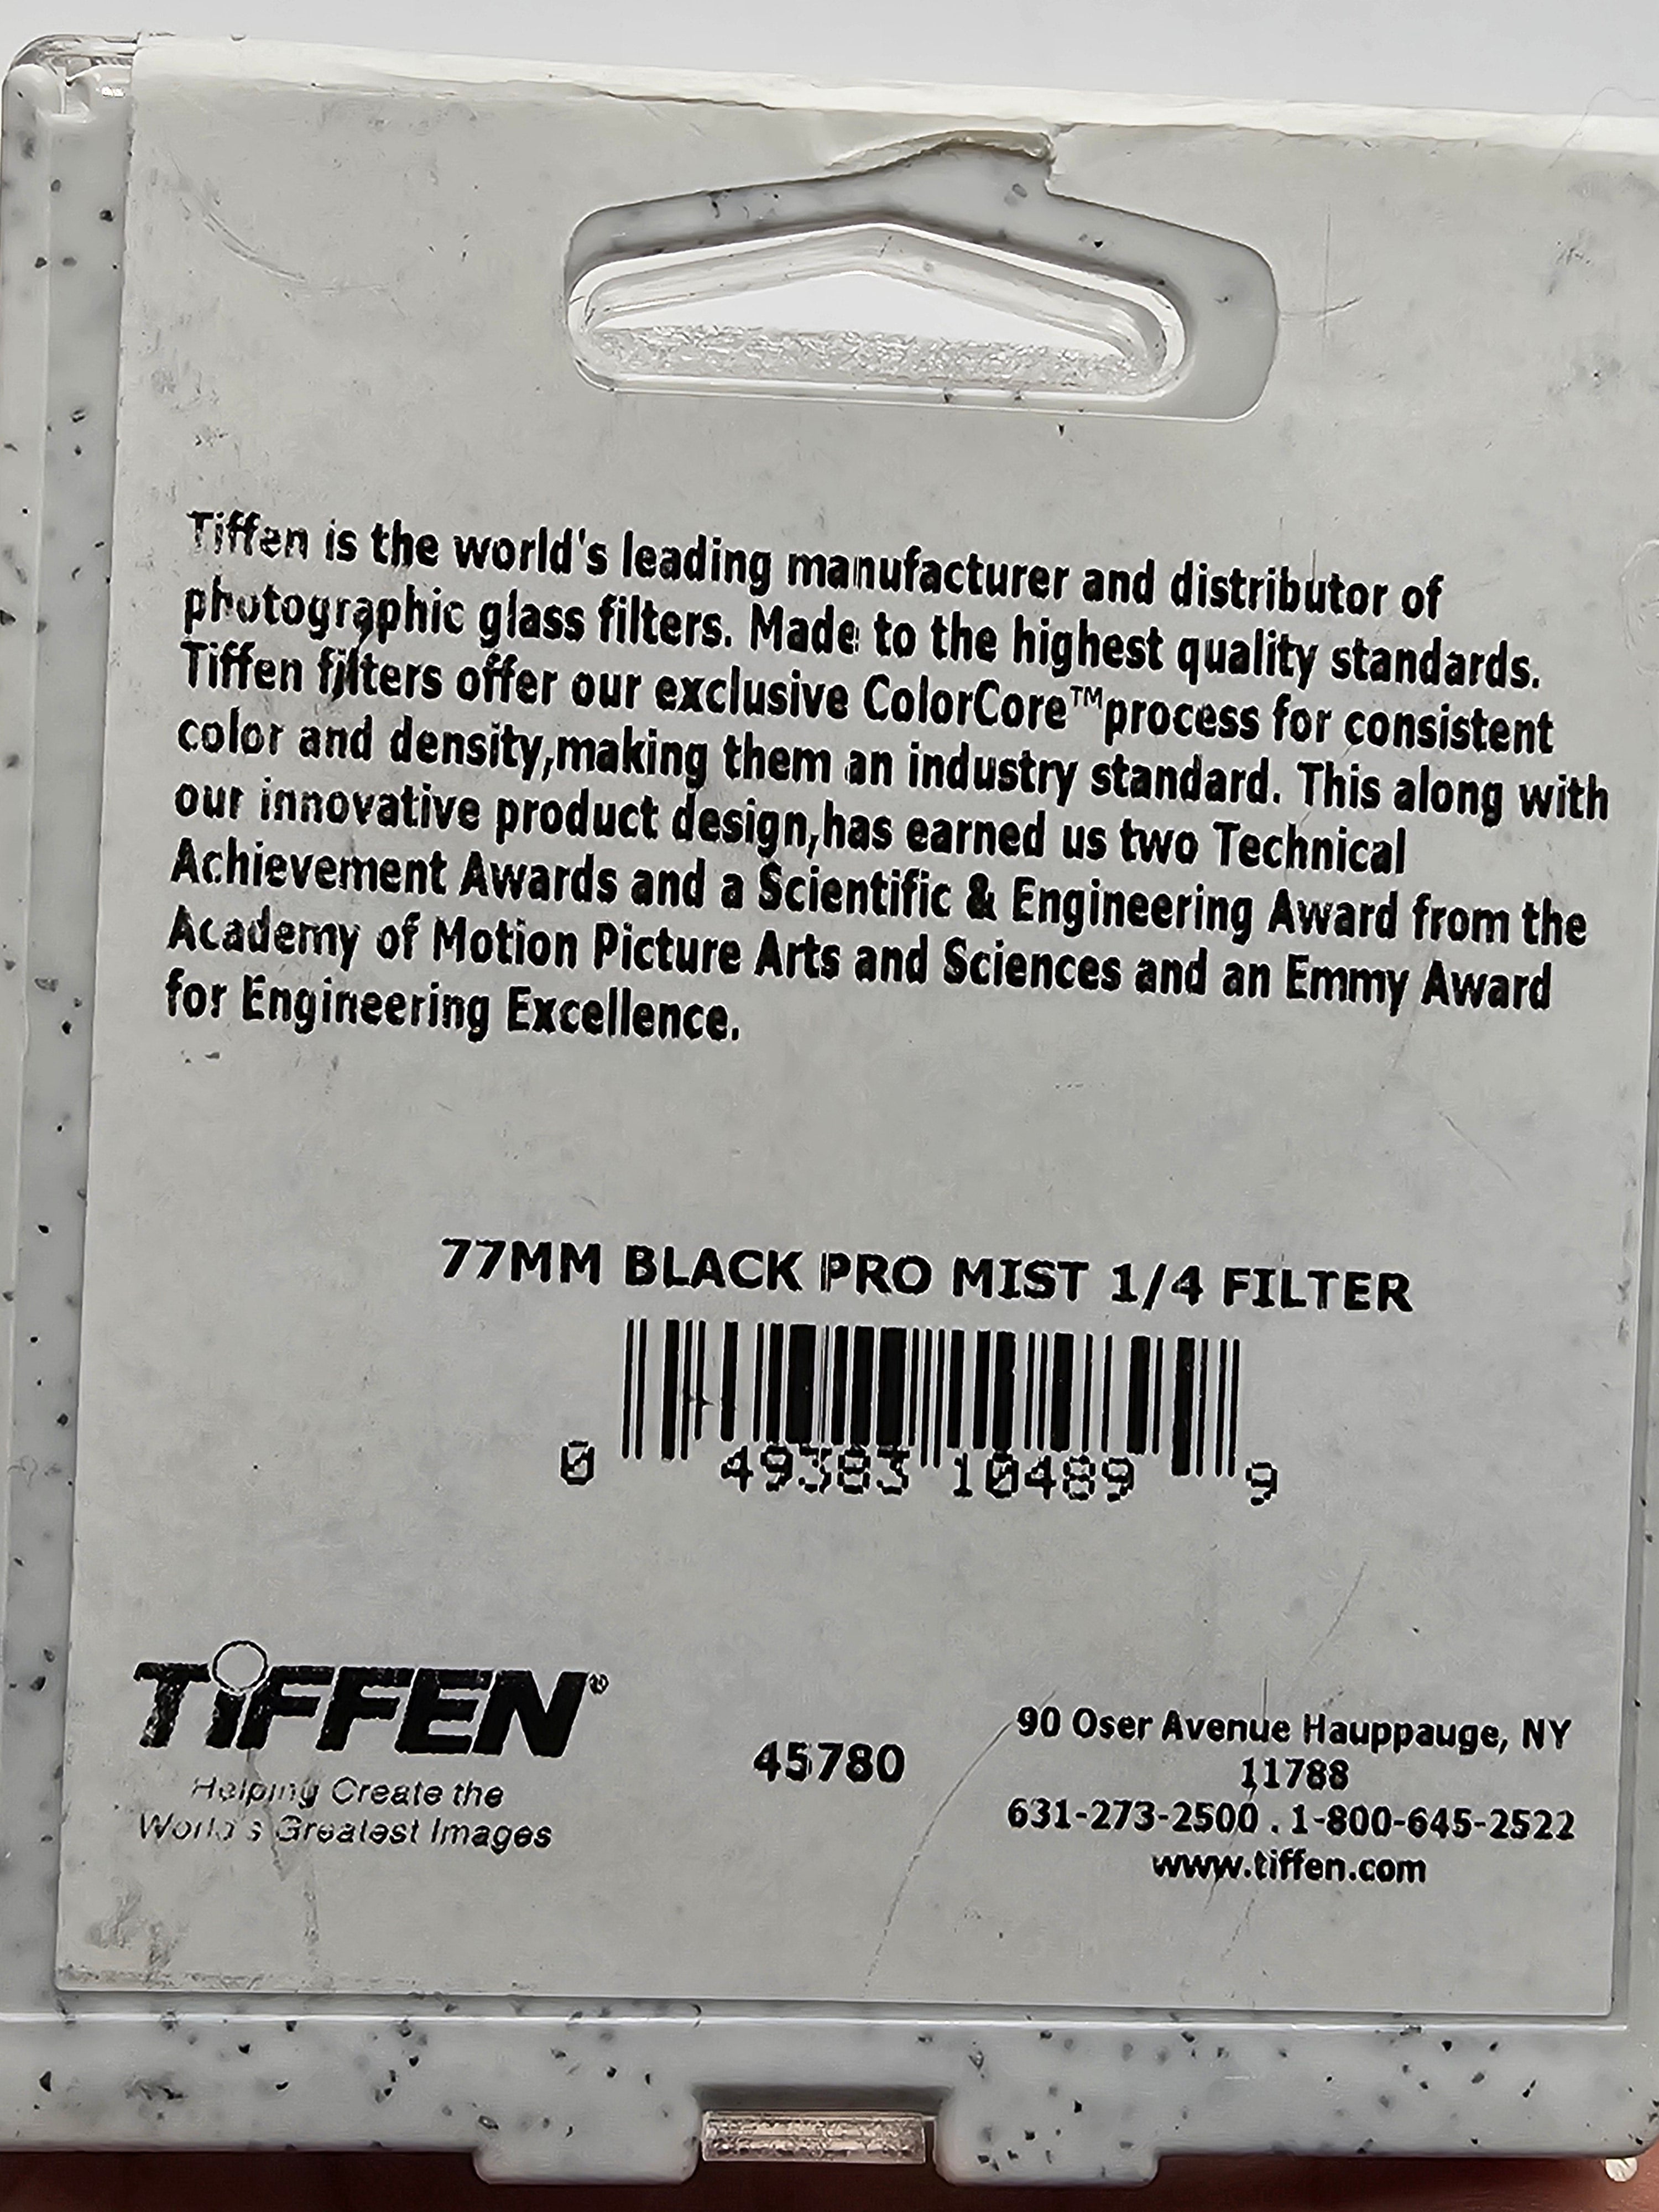 Tiffen is the world's leading manufacturer and distributor of
photographic glass filters. Made to the highest quality standards.
Tiffen filters offer our exclusive ColorCore™process for consistent
color and density,making them an industry standard. This along with
our innovative product design,has earned us two Technical
Achievement Awards and a Scientific & Engineering Award from the
Academy of Motion Picture Arts and Sciences and an Emmy Award
for Engineering Excellence.
77MM BLACK PRO MIST 1/4 FILTER
0 49383 10489 9
TiFFEN®
Helping Create the
World's Greatest Images
45780
90 Oser Avenue Hauppauge, NY
11788
631-273-2500 . 1-800-645-2522
www.tiffen.com